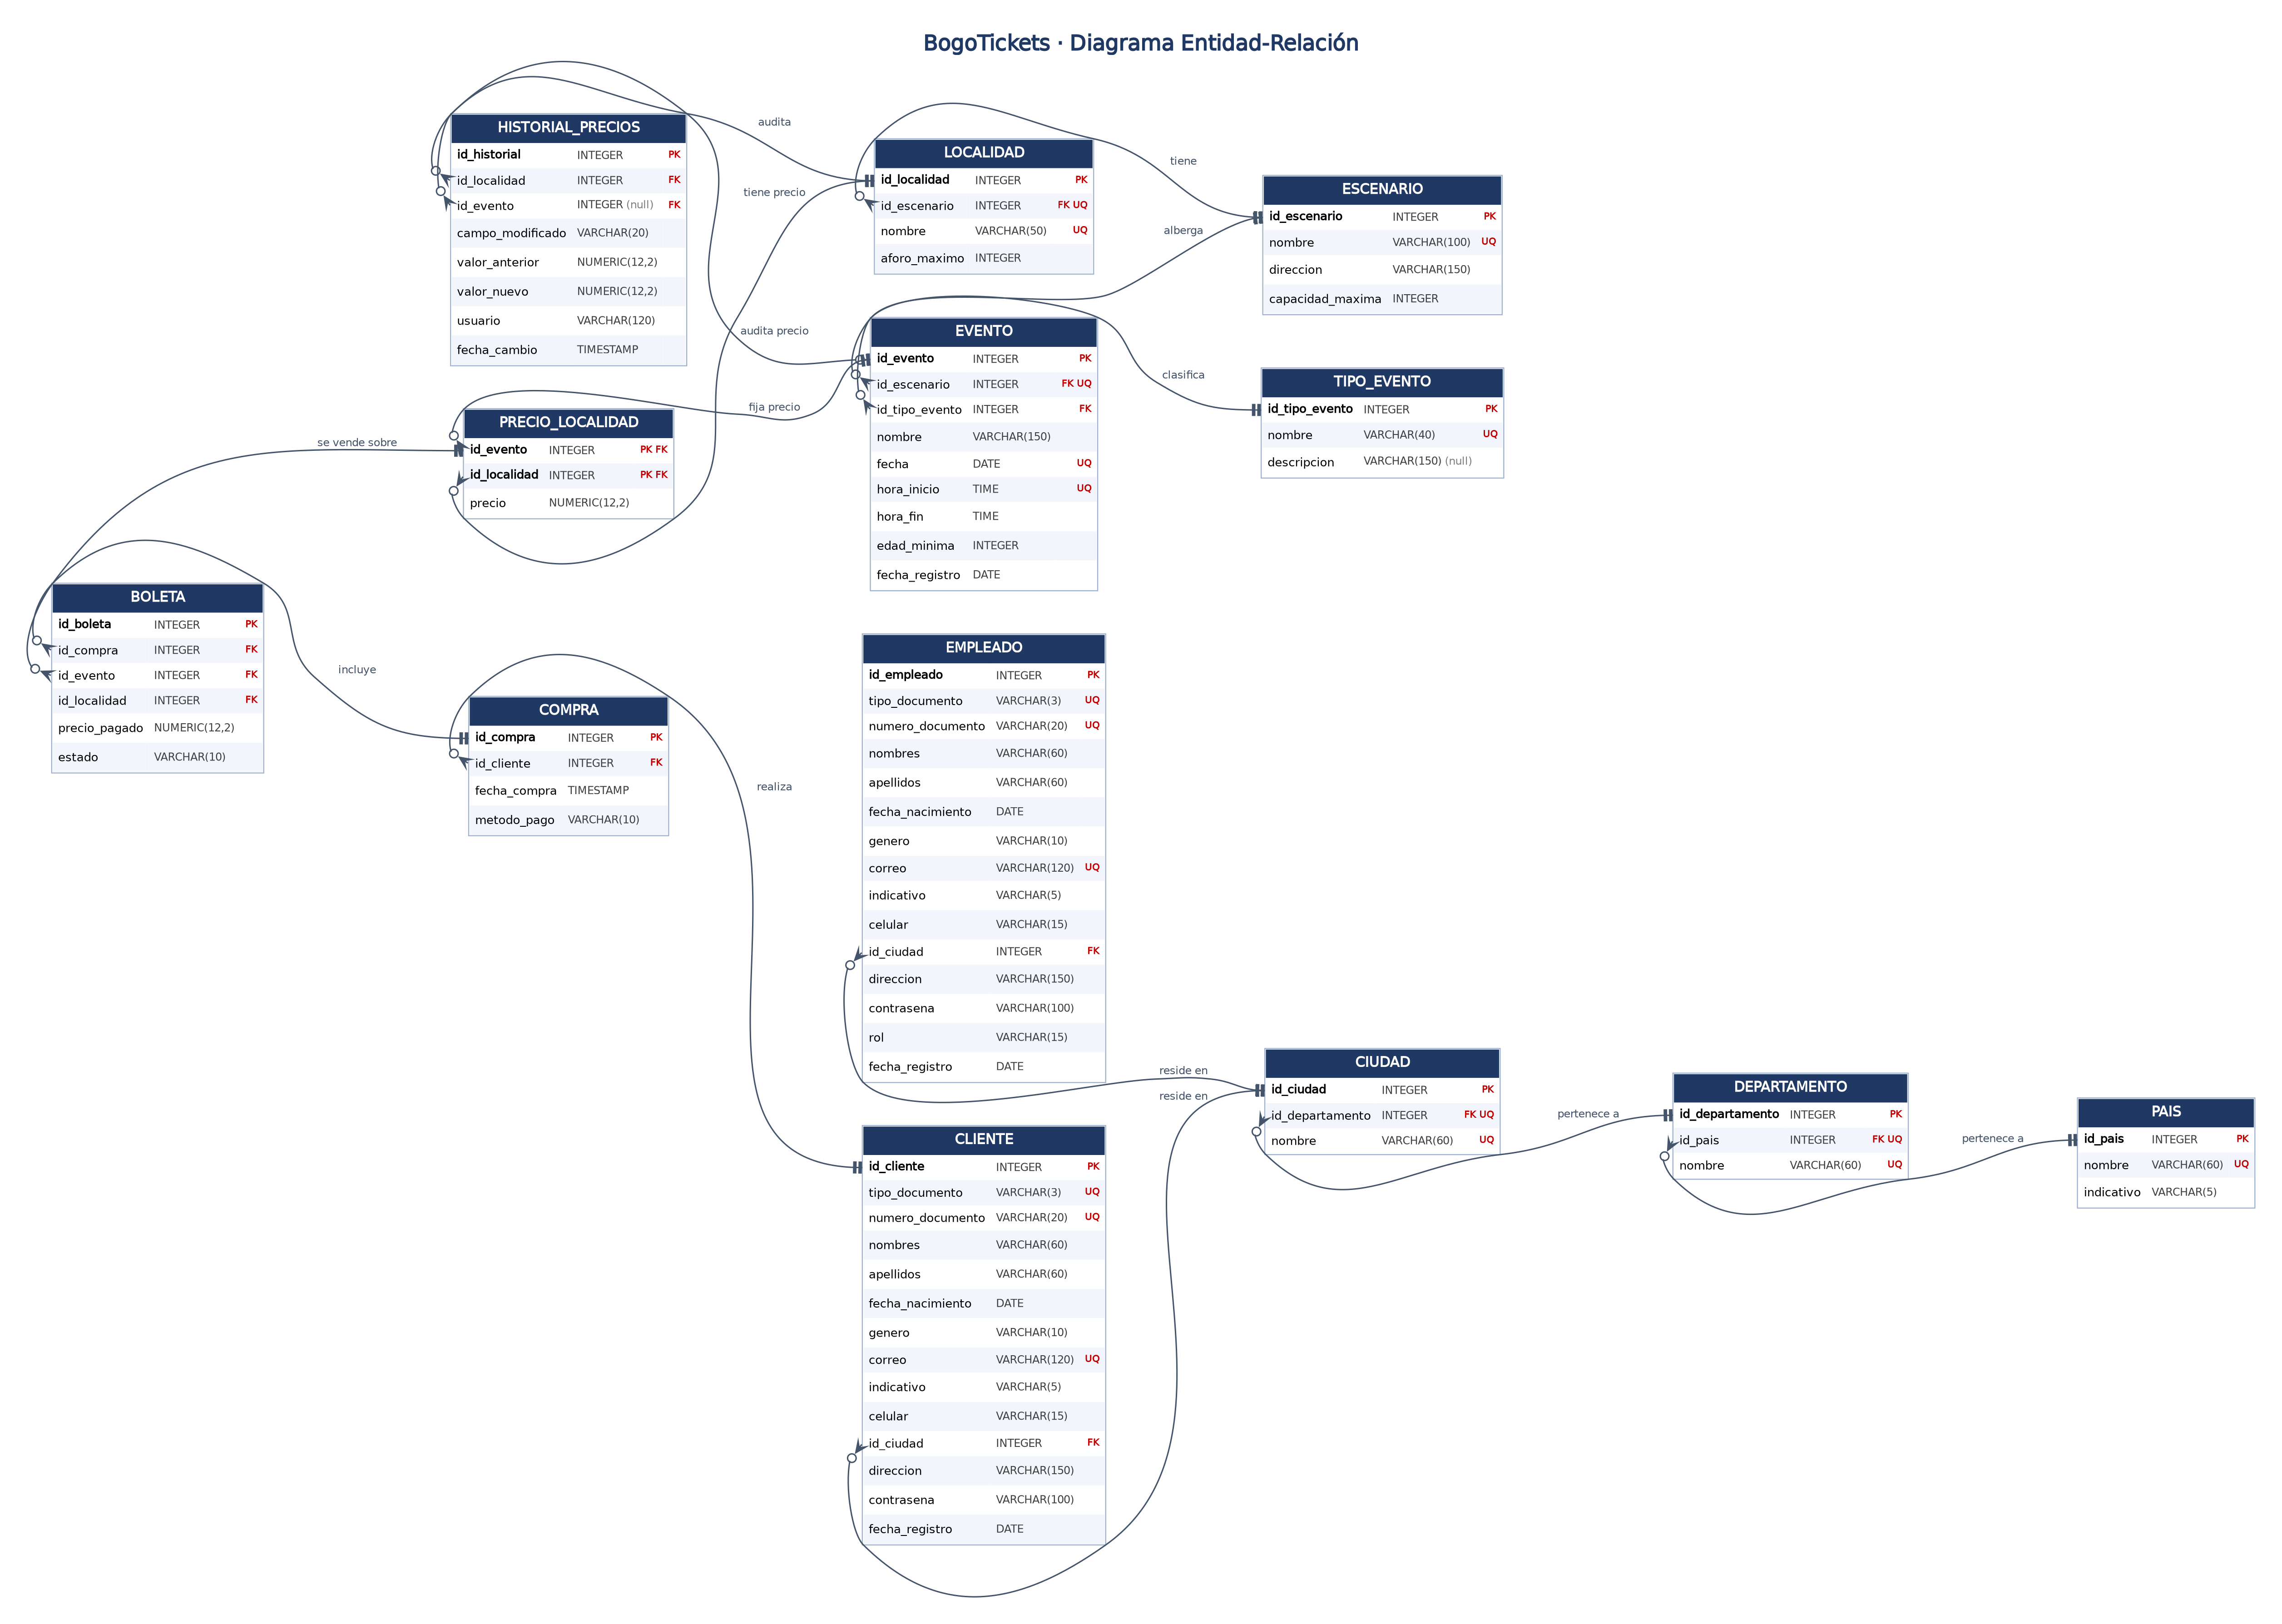 BogoTickets · Diagrama Entidad-Relación
HISTORIAL_PRECIOS
id_historial INTEGER PK
id_localidad INTEGER FK
id_evento INTEGER (null) FK
campo_modificado VARCHAR(20)
valor_anterior NUMERIC(12,2)
valor_nuevo NUMERIC(12,2)
usuario VARCHAR(120)
fecha_cambio TIMESTAMP
audita
tiene precio
audita precio
fija precio
LOCALIDAD
id_localidad INTEGER PK
id_escenario INTEGER FK UQ
nombre VARCHAR(50) UQ
aforo_maximo INTEGER
tiene
alberga
clasifica
ESCENARIO
id_escenario INTEGER PK
nombre VARCHAR(100) UQ
direccion VARCHAR(150)
capacidad_maxima INTEGER
EVENTO
id_evento INTEGER PK
id_escenario INTEGER FK UQ
id_tipo_evento INTEGER FK
nombre VARCHAR(150)
fecha DATE UQ
hora_inicio TIME UQ
hora_fin TIME
edad_minima INTEGER
fecha_registro DATE
TIPO_EVENTO
id_tipo_evento INTEGER PK
nombre VARCHAR(40) UQ
descripcion VARCHAR(150) (null)
PRECIO_LOCALIDAD
id_evento INTEGER PK FK
id_localidad INTEGER PK FK
precio NUMERIC(12,2)
se vende sobre
BOLETA
id_boleta INTEGER PK
id_compra INTEGER FK
id_evento INTEGER FK
id_localidad INTEGER FK
precio_pagado NUMERIC(12,2)
estado VARCHAR(10)
incluye
COMPRA
id_compra INTEGER PK
id_cliente INTEGER FK
fecha_compra TIMESTAMP
metodo_pago VARCHAR(10)
realiza
EMPLEADO
id_empleado INTEGER PK
tipo_documento VARCHAR(3) UQ
numero_documento VARCHAR(20) UQ
nombres VARCHAR(60)
apellidos VARCHAR(60)
fecha_nacimiento DATE
genero VARCHAR(10)
correo VARCHAR(120) UQ
indicativo VARCHAR(5)
celular VARCHAR(15)
id_ciudad INTEGER FK
direccion VARCHAR(150)
contrasena VARCHAR(100)
rol VARCHAR(15)
fecha_registro DATE
reside en
reside en
CLIENTE
id_cliente INTEGER PK
tipo_documento VARCHAR(3) UQ
numero_documento VARCHAR(20) UQ
nombres VARCHAR(60)
apellidos VARCHAR(60)
fecha_nacimiento DATE
genero VARCHAR(10)
correo VARCHAR(120) UQ
indicativo VARCHAR(5)
celular VARCHAR(15)
id_ciudad INTEGER FK
direccion VARCHAR(150)
contrasena VARCHAR(100)
fecha_registro DATE
CIUDAD
id_ciudad INTEGER PK
id_departamento INTEGER FK UQ
nombre VARCHAR(60) UQ
pertenece a
DEPARTAMENTO
id_departamento INTEGER PK
id_pais INTEGER FK UQ
nombre VARCHAR(60) UQ
pertenece a
PAIS
id_pais INTEGER PK
nombre VARCHAR(60) UQ
indicativo VARCHAR(5)